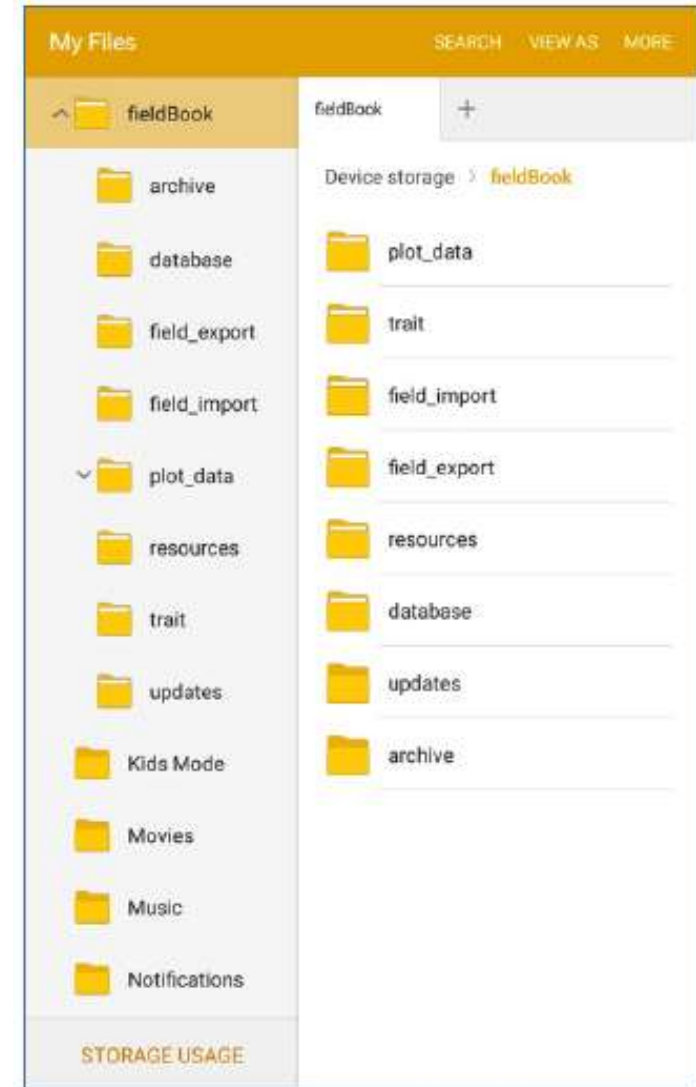 My Files
SEARCH VIEW AS MORE
fieldBook
archive
database
field_export
field_import
plot_data
resources
trait
updates
Kids Mode
Movies
Music
Notifications
STORAGE USAGE
fieldBook +
Device storage > fieldBook
plot_data
trait
field_import
field_export
resources
database
updates
archive